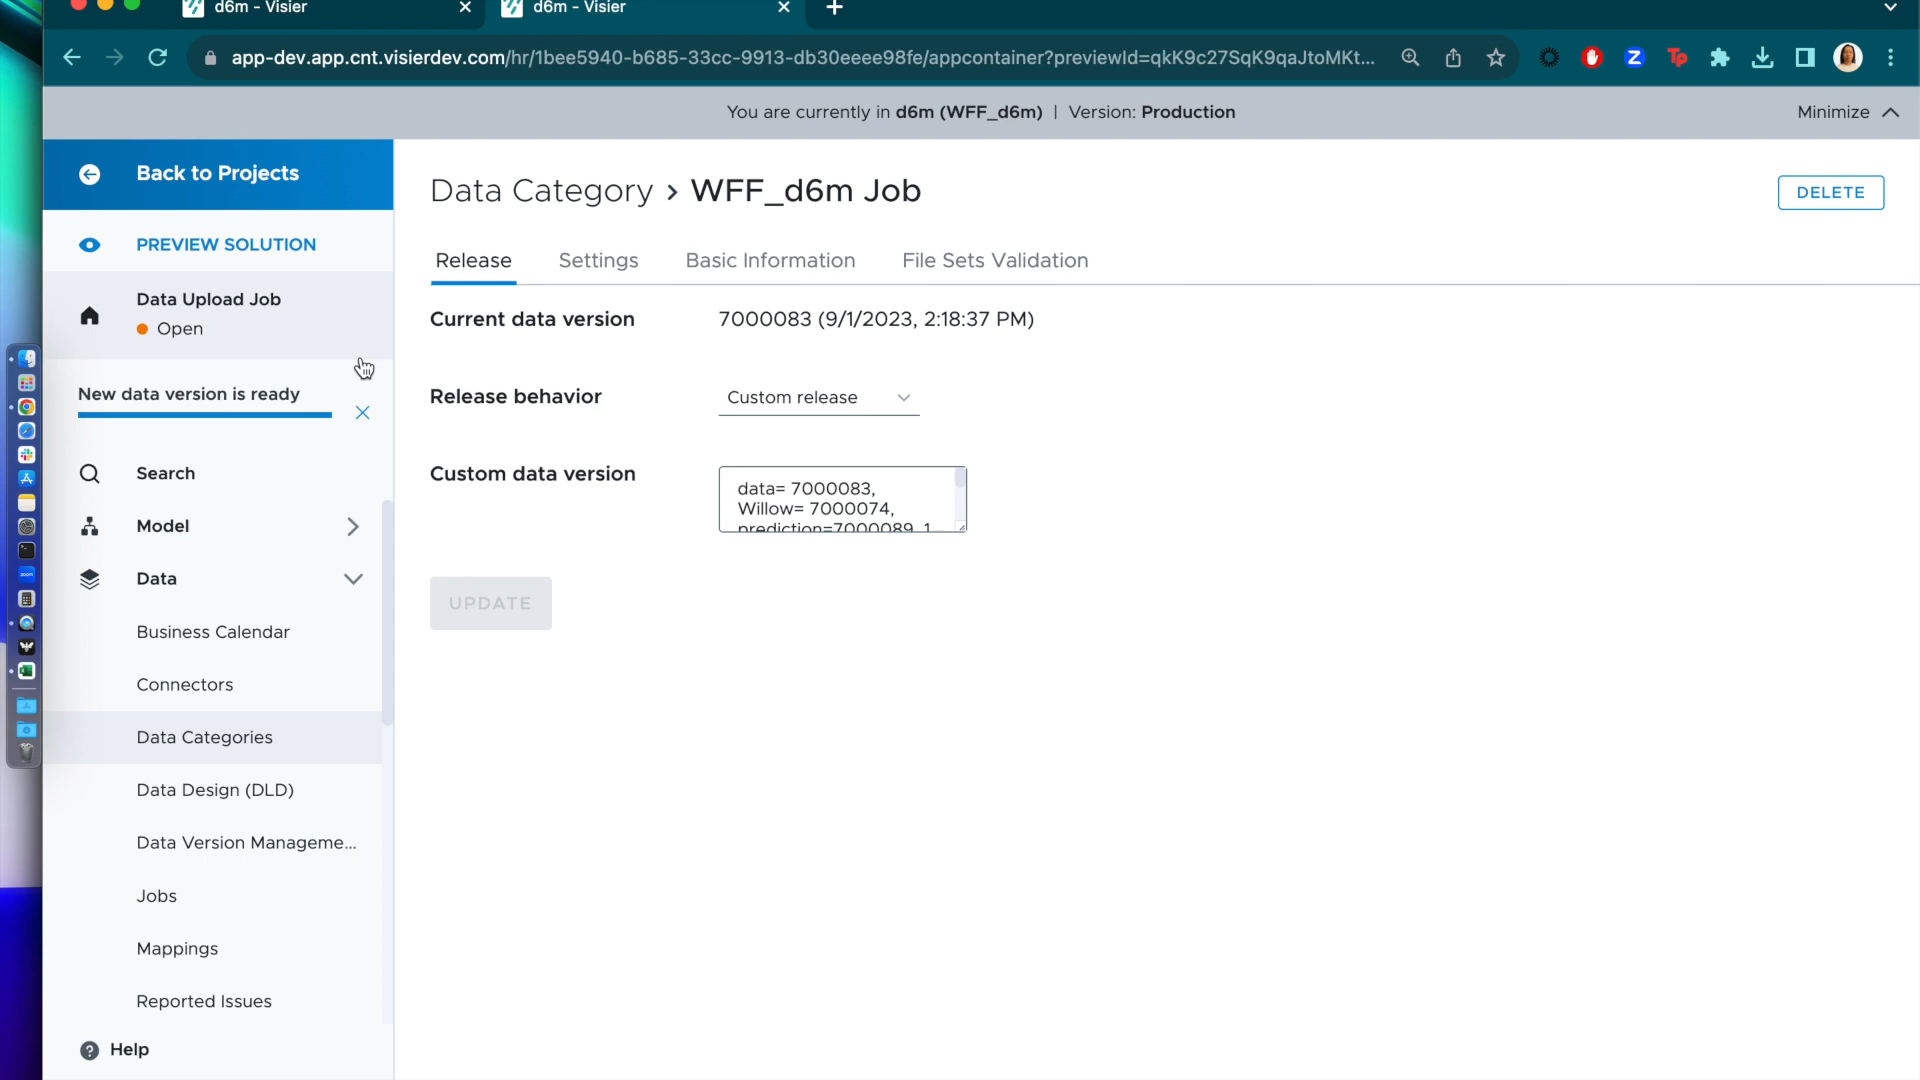 d6m - Visier
d6m - Visier
app-dev.app.cnt.visierdev.com/hr/1bee5940-b685-33cc-9913-db30eeee98fe/appcontainer?previewId=qkK9c27SqK9qaJtoMKt...
Z
Tp
You are currently in d6m (WFF_d6m) | Version: Production
Minimize
Back to Projects
Data Category > WFF_d6m Job
DELETE
PREVIEW SOLUTION
Release
Settings
Basic Information
File Sets Validation
Data Upload Job
Open
Current data version
7000083 (9/1/2023, 2:18:37 PM)
New data version is ready
Release behavior
Custom release
Search
Custom data version
data= 7000083,
Willow= 7000074,
prediction=7000089_1
Model
Data
UPDATE
Business Calendar
Connectors
Data Categories
Data Design (DLD)
Data Version Manageme...
Jobs
Mappings
Reported Issues
? Help